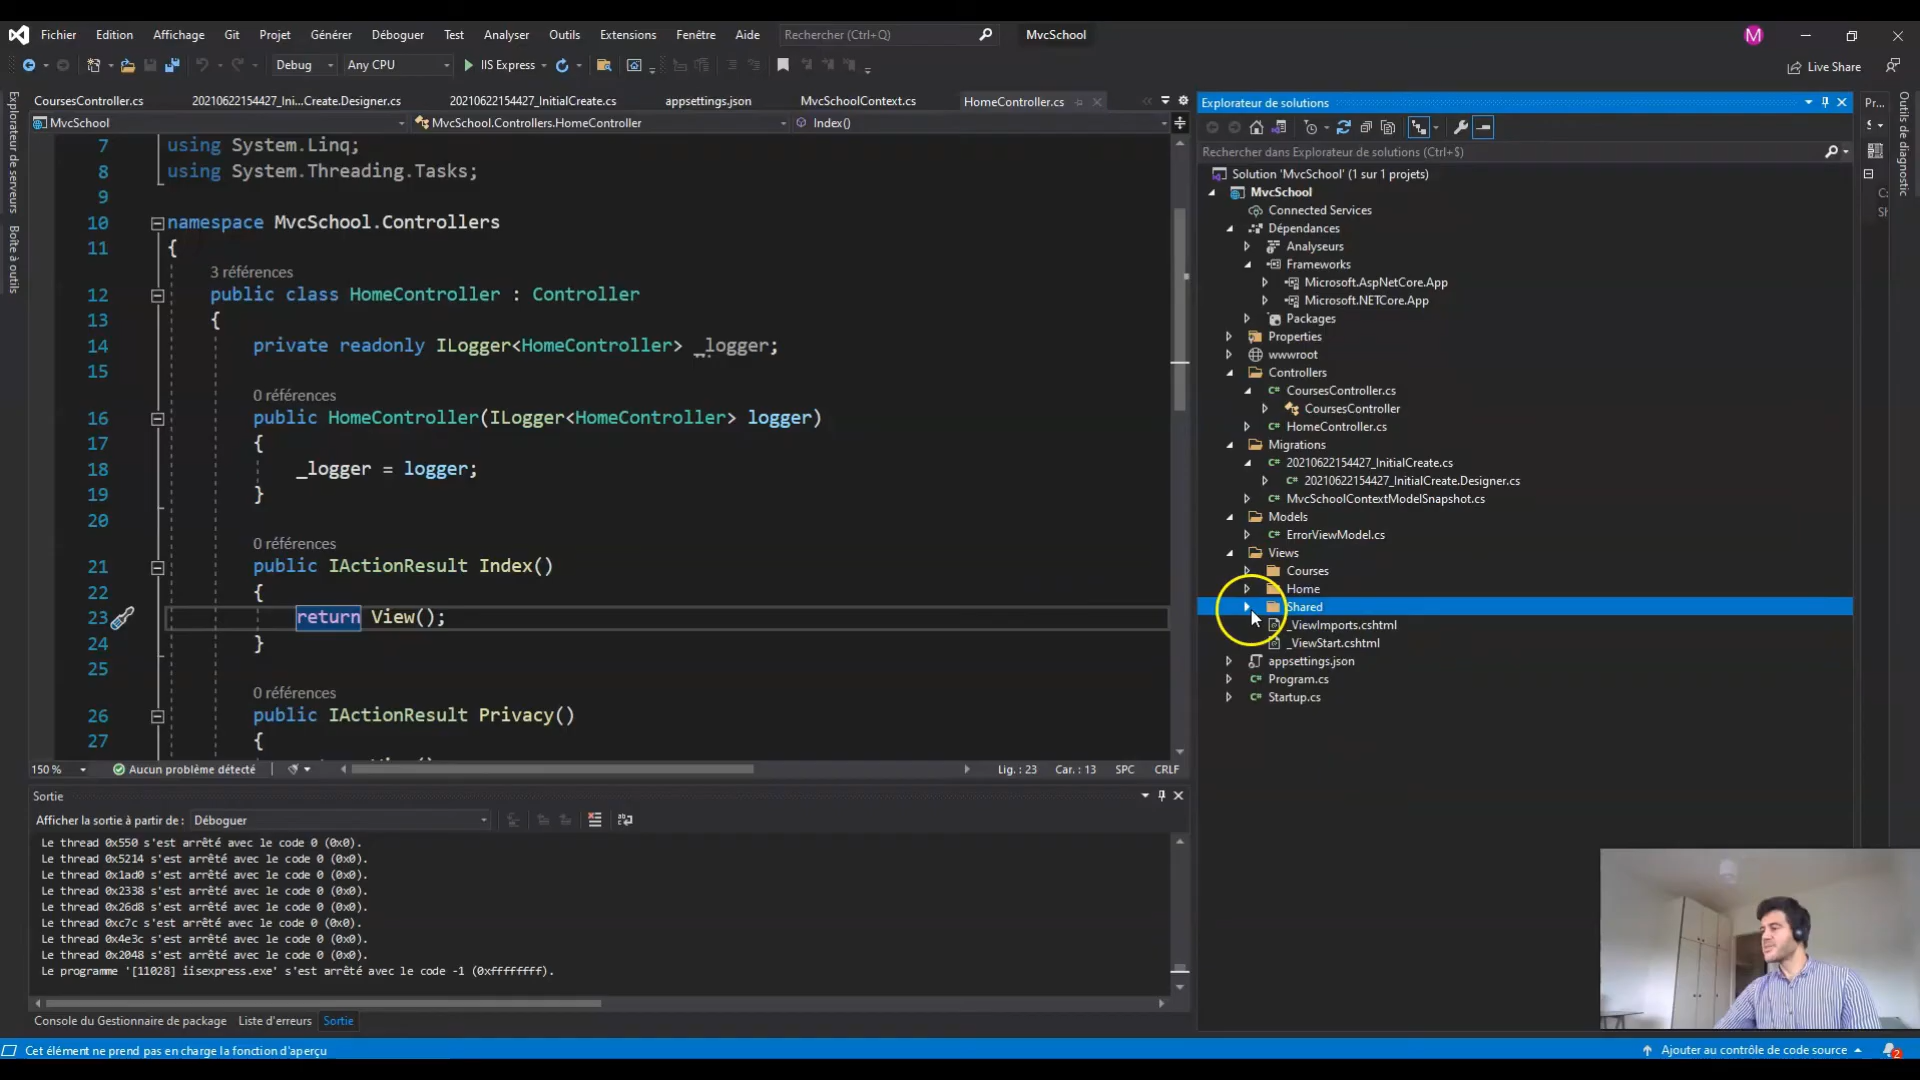 Fichier Edition Affichage Git Projet Générer Déboguer Test Analyser Outils Extensions Fenêtre Aide Rechercher (Ctrl+Q) MvcSchool M
Debug Any CPU IIS Express Live Share
CoursesController.cs 20210622154427_Ini...Create.Designer.cs 20210622154427_InitialCreate.cs appsettings.json MvcSchoolContext.cs HomeController.cs
MvcSchool MvcSchool.Controllers.HomeController Index()
Explorateur de serveurs
Boîte à outils
7 using System.Linq;
8 using System.Threading.Tasks;
9
10 namespace MvcSchool.Controllers
11 {
3 références
12 public class HomeController : Controller
13 {
14 private readonly ILogger<HomeController> _logger;
15
0 références
16 public HomeController(ILogger<HomeController> logger)
17 {
18 _logger = logger;
19 }
20
0 références
21 public IActionResult Index()
22 {
23 return View();
24 }
25
0 références
26 public IActionResult Privacy()
27 {
150 % Aucun problème détecté Lig. : 23 Car. : 13 SPC CRLF
Sortie
Afficher la sortie à partir de : Déboguer
Le thread 0x550 s'est arrêté avec le code 0 (0x0).
Le thread 0x5214 s'est arrêté avec le code 0 (0x0).
Le thread 0x1ad0 s'est arrêté avec le code 0 (0x0).
Le thread 0x2338 s'est arrêté avec le code 0 (0x0).
Le thread 0x26d8 s'est arrêté avec le code 0 (0x0).
Le thread 0xc7c s'est arrêté avec le code 0 (0x0).
Le thread 0x4e3c s'est arrêté avec le code 0 (0x0).
Le thread 0x2048 s'est arrêté avec le code 0 (0x0).
Le programme '[11028] iisexpress.exe' s'est arrêté avec le code -1 (0xffffffff).
Console du Gestionnaire de package Liste d'erreurs Sortie
Explorateur de solutions
Rechercher dans Explorateur de solutions (Ctrl+$)
Solution 'MvcSchool' (1 sur 1 projets)
MvcSchool
Connected Services
Dépendances
Analyseurs
Frameworks
Microsoft.AspNetCore.App
Microsoft.NETCore.App
Packages
Properties
wwwroot
Controllers
C# CoursesController.cs
CoursesController
C# HomeController.cs
Migrations
C# 20210622154427_InitialCreate.cs
C# 20210622154427_InitialCreate.Designer.cs
C# MvcSchoolContextModelSnapshot.cs
Models
C# ErrorViewModel.cs
Views
Courses
Home
Shared
_ViewImports.cshtml
_ViewStart.cshtml
appsettings.json
C# Program.cs
C# Startup.cs
Pr...
Outils de diagnostic
Cet élément ne prend pas en charge la fonction d'aperçu Ajouter au contrôle de code source 2